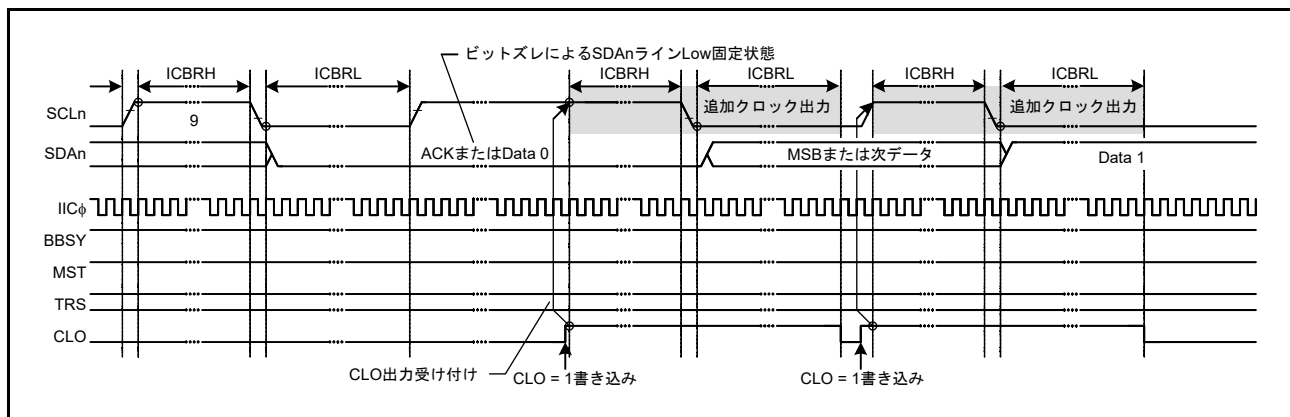 ビットズレによるSDAnラインLow固定状態
ICBRH ICBRL ICBRH ICBRL ICBRH ICBRL
SCLn 9 追加クロック出力 追加クロック出力
SDAn ACKまたはData 0 MSBまたは次データ Data 1
IICϕ
BBSY
MST
TRS
CLO
CLO出力受け付け CLO = 1書き込み CLO = 1書き込み